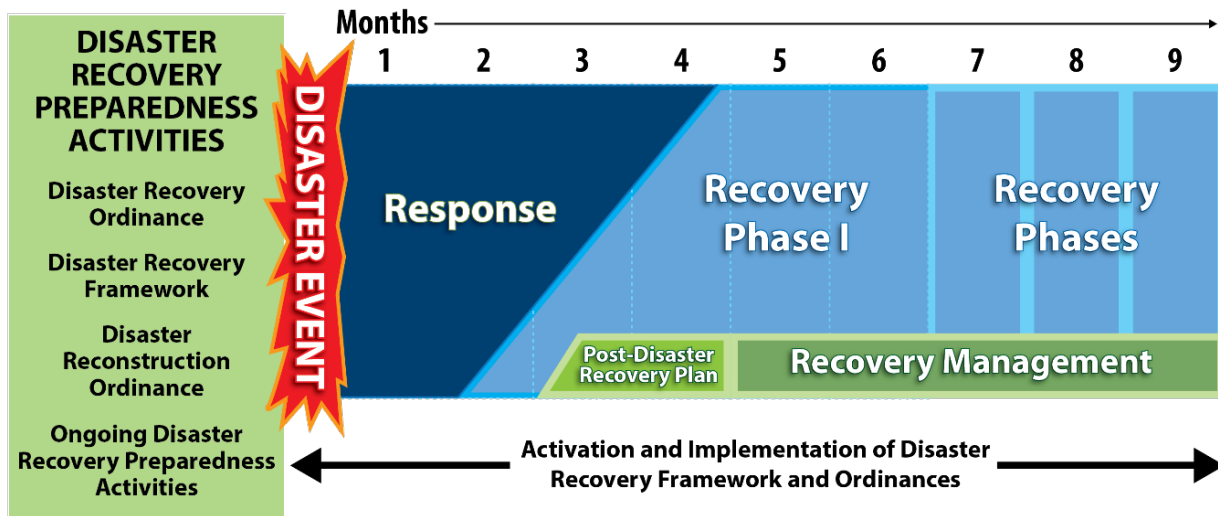 DISASTER
RECOVERY
PREPAREDNESS
ACTIVITIES
Disaster Recovery
Ordinance
Disaster Recovery
Framework
Disaster
Reconstruction
Ordinance
Ongoing Disaster
Recovery Preparedness
Activities
DISASTER EVENT
Months
1 2 3 4 5 6 7 8 9
Response
Recovery
Phase I
Recovery
Phases
Post-Disaster
Recovery Plan
Recovery Management
Activation and Implementation of Disaster
Recovery Framework and Ordinances